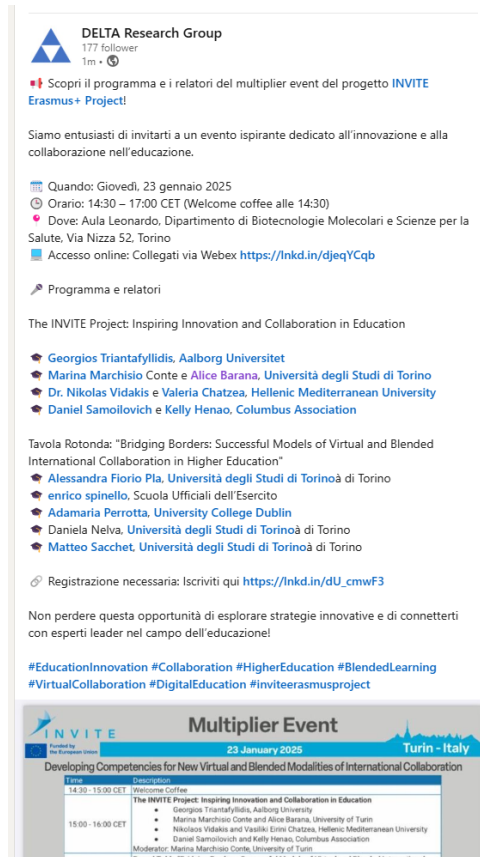 DELTA Research Group
177 follower
1m •
Scopri il programma e i relatori del multiplier event del progetto INVITE
Erasmus+ Project!
Siamo entusiasti di invitarti a un evento ispirante dedicato all'innovazione e alla
collaborazione nell'educazione.
Quando: Giovedì, 23 gennaio 2025
Orario: 14:30 – 17:00 CET (Welcome coffee alle 14:30)
Dove: Aula Leonardo, Dipartimento di Biotecnologie Molecolari e Scienze per la
Salute, Via Nizza 52, Torino
Accesso online: Collegati via Webex https://lnkd.in/djeqYCqb
Programma e relatori
The INVITE Project: Inspiring Innovation and Collaboration in Education
Georgios Triantafyllidis, Aalborg Universitet
Marina Marchisio Conte e Alice Barana, Università degli Studi di Torino
Dr. Nikolas Vidakis e Valeria Chatzea, Hellenic Mediterranean University
Daniel Samoilovich e Kelly Henao, Columbus Association
Tavola Rotonda: "Bridging Borders: Successful Models of Virtual and Blended
International Collaboration in Higher Education"
Alessandra Fiorio Pla, Università degli Studi di Torinoà di Torino
enrico spinello, Scuola Ufficiali dell'Esercito
Adamaria Perrotta, University College Dublin
Daniela Nelva, Università degli Studi di Torinoà di Torino
Matteo Sacchet, Università degli Studi di Torinoà di Torino
Registrazione necessaria: Iscriviti qui https://lnkd.in/dU_cmwF3
Non perdere questa opportunità di esplorare strategie innovative e di connetterti
con esperti leader nel campo dell'educazione!
#EducationInnovation #Collaboration #HigherEducation #BlendedLearning
#VirtualCollaboration #DigitalEducation #inviteerasmusproject
INVITE
Multiplier Event
Funded by
the European Union
23 January 2025
Turin - Italy
Developing Competencies for New Virtual and Blended Modalities of International Collaboration
Time Description
14:30 - 15:00 CET Welcome Coffee
The INVITE Project: Inspiring Innovation and Collaboration in Education
• Georgios Triantafyllidis, Aalborg University
• Marina Marchisio Conte and Alice Barana, University of Turin
15:00 - 16:00 CET
• Nikolaos Vidakis and Vasiliki Eirini Chatzea, Hellenic Mediterranean University
• Daniel Samoilovich and Kelly Henao, Columbus Association
Moderator: Marina Marchisio Conte, University of Turin